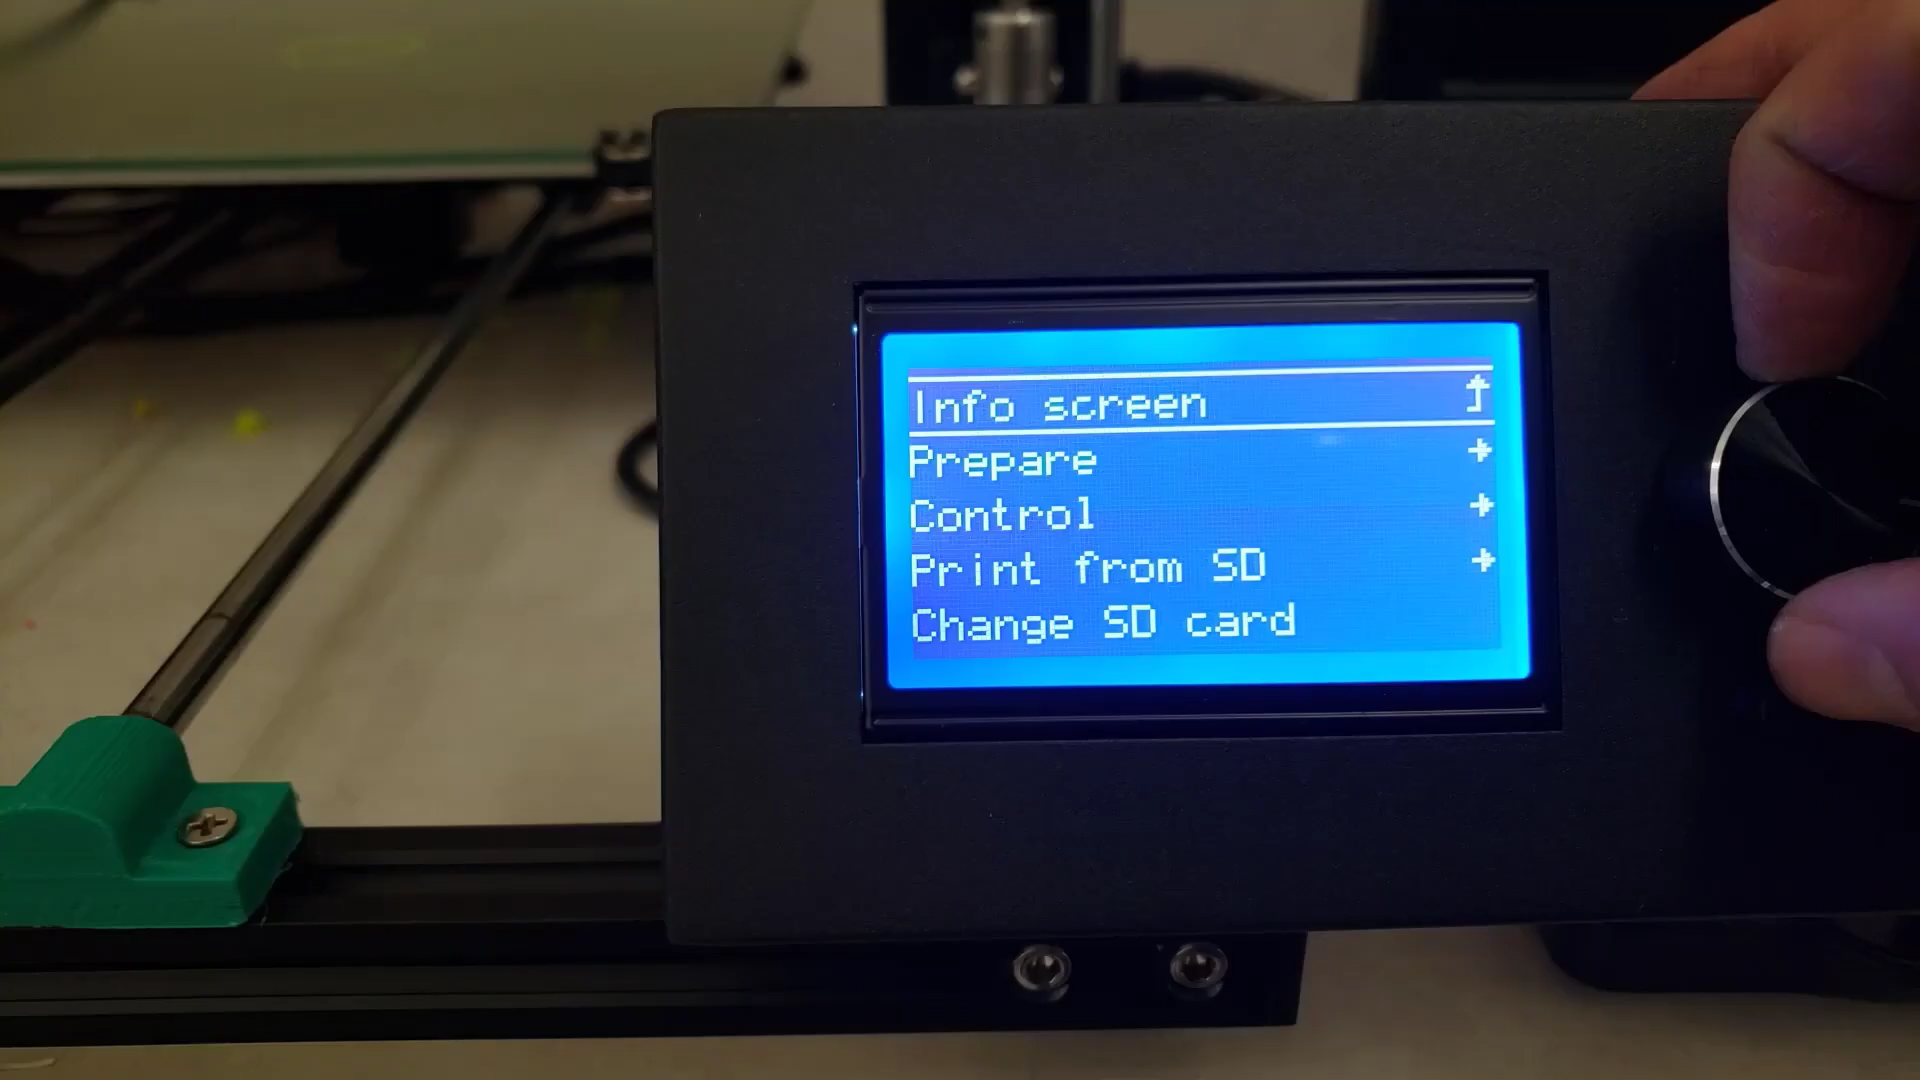 Info screen
Prepare
Control
Print from SD
Change SD card